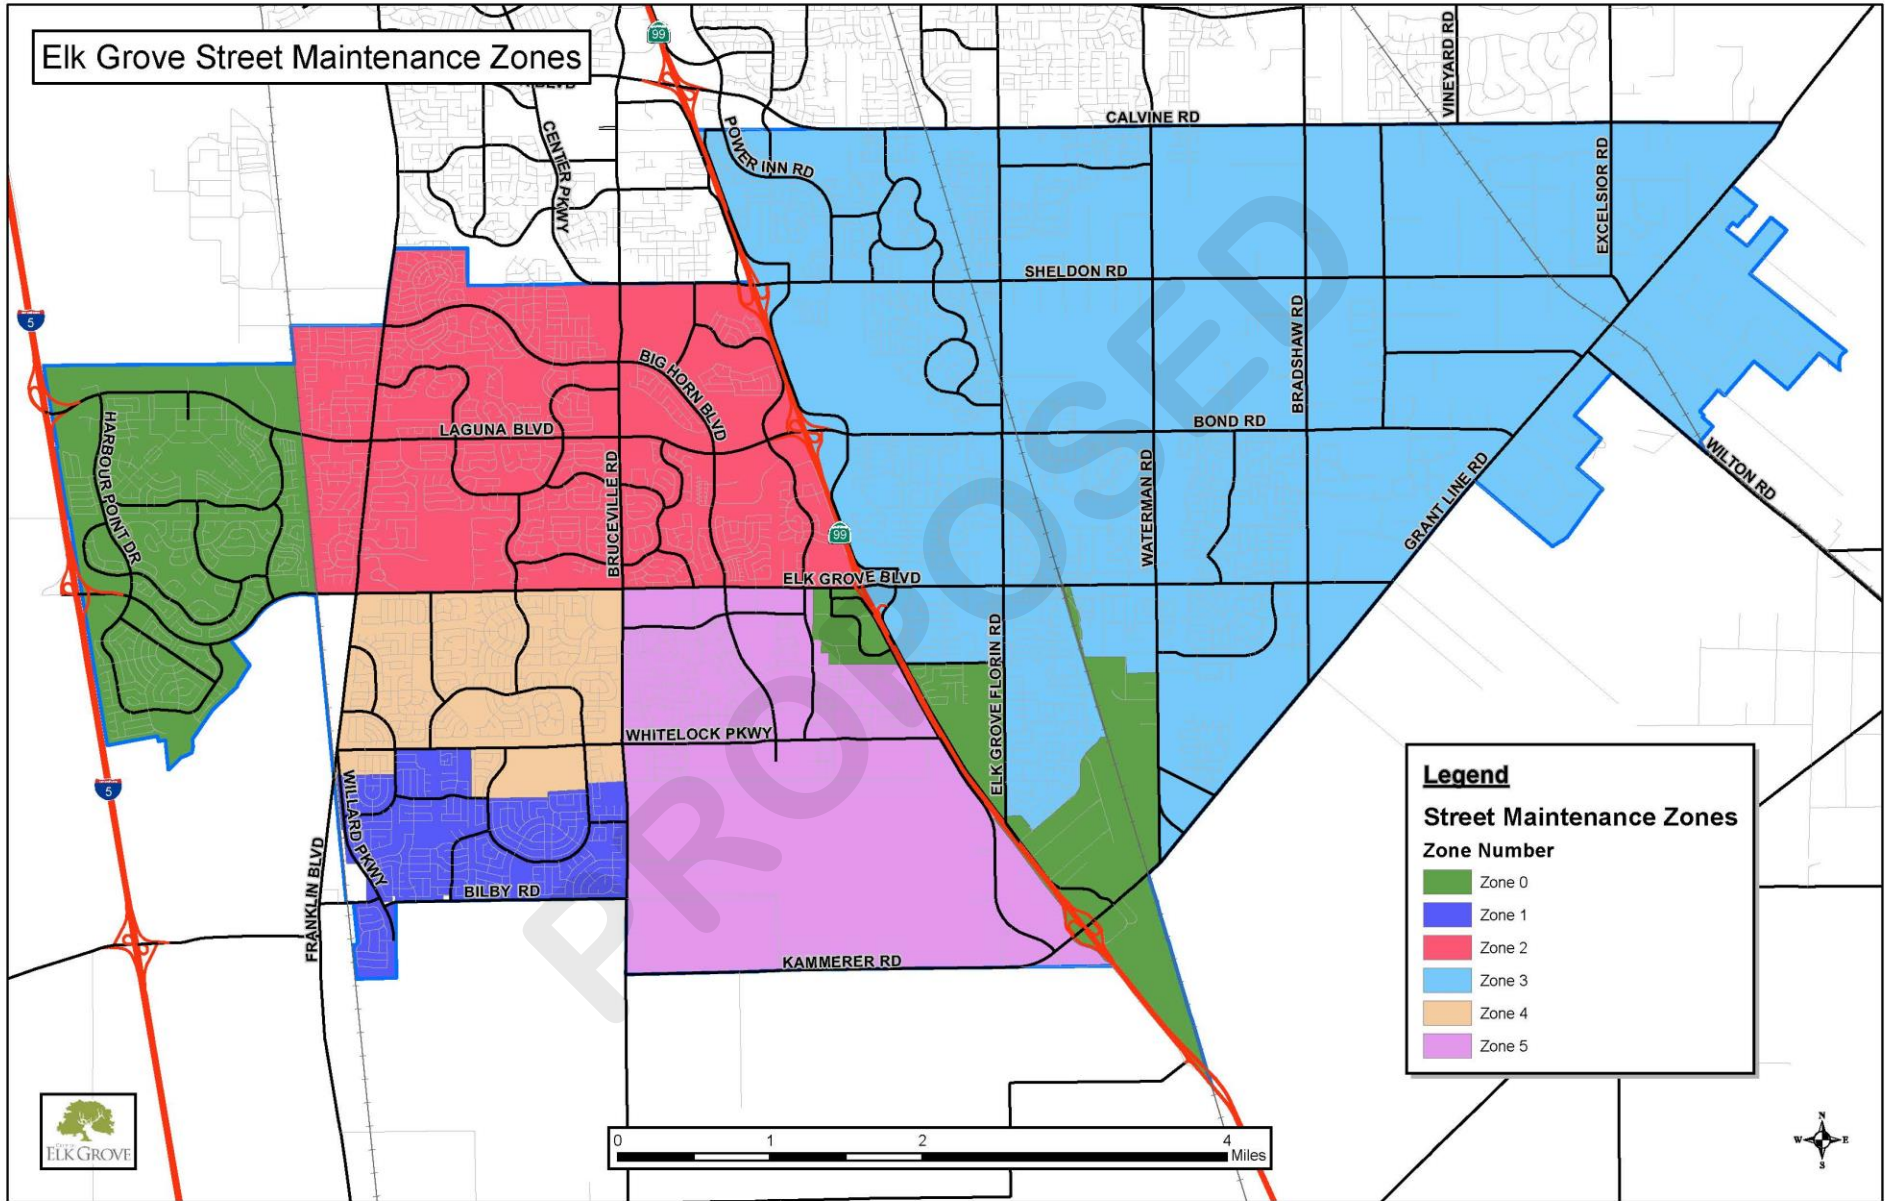 Elk Grove Street Maintenance Zones
99
BLVD
CENTER PKWY
POWER INN RD
CALVINE RD
VINEYARD RD
EXCELSIOR RD
SHELDON RD
5
BIG HORN BLVD
BRADSHAW RD
HARBOUR POINT DR
LAGUNA BLVD
BOND RD
BRUCEVILLE RD
WATERMAN RD
GRANT LINE RD
WILTON RD
99
ELK GROVE BLVD
ELK GROVE FLORIN RD
WHITELOCK PKWY
5
WILLARD PKWY
FRANKLIN BLVD
BILBY RD
KAMMERER RD
PROPOSED
Legend
Street Maintenance Zones
Zone Number
Zone 0
Zone 1
Zone 2
Zone 3
Zone 4
Zone 5
ELK GROVE
0 1 2 4
Miles
N
W E
S